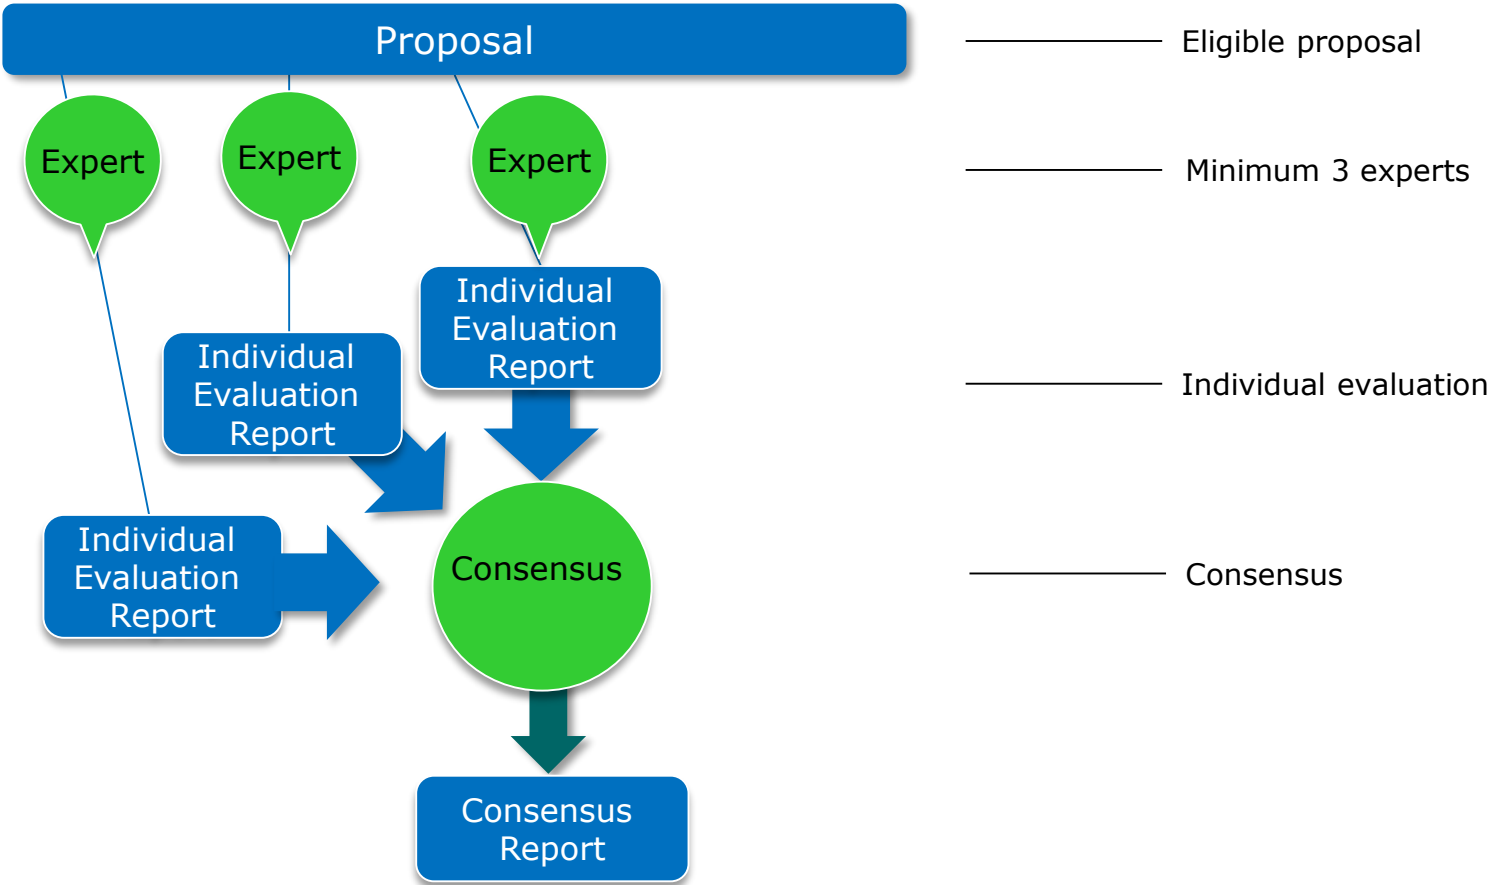 Proposal
Eligible proposal
Expert
Expert
Expert
Minimum 3 experts
Individual
Evaluation
Report
Individual
Evaluation
Report
Individual evaluation
Individual
Evaluation
Report
Consensus
Consensus
Consensus
Report